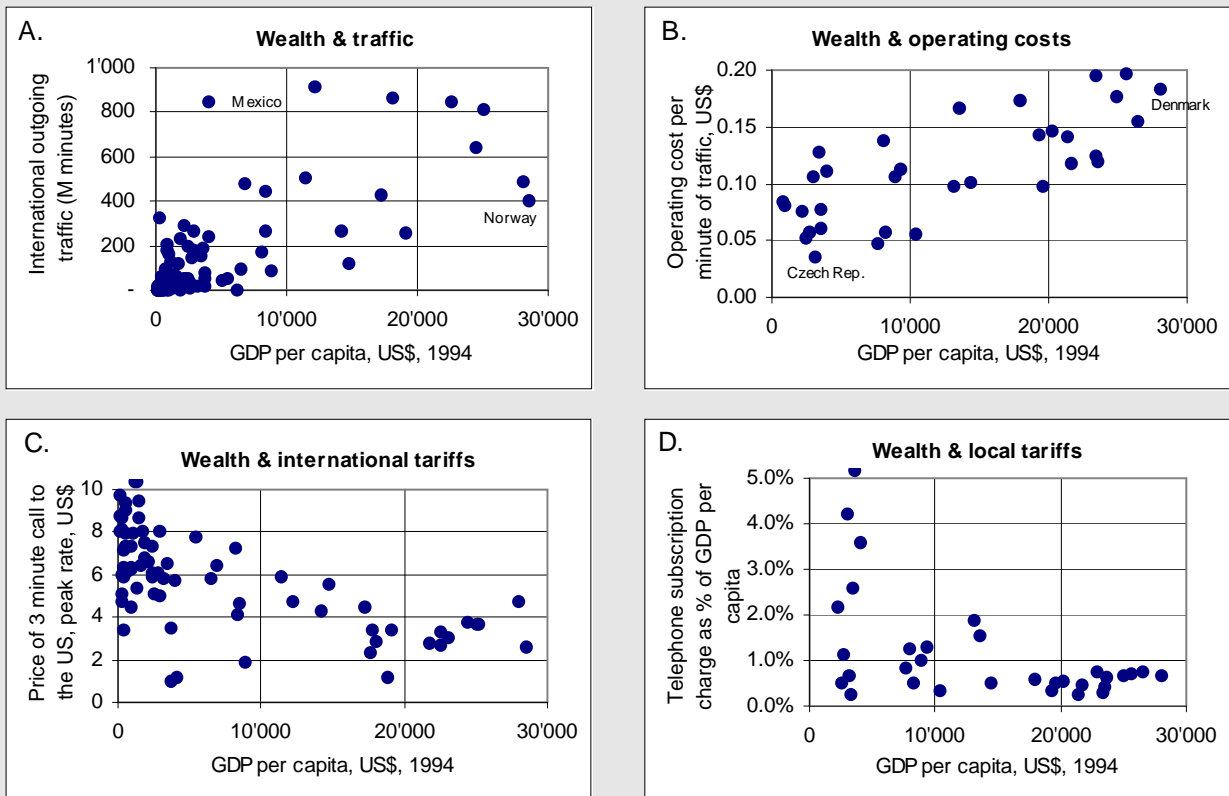 A.
Wealth & traffic
International outgoing
traffic (M minutes)
1'000
800
600
400
200
-
Mexico
Norway
0
10'000
20'000
30'000
GDP per capita, US$, 1994
B.
Wealth & operating costs
Operating cost per
minute of traffic, US$
0.20
0.15
0.10
0.05
0.00
Denmark
Czech Rep.
0
10'000
20'000
30'000
GDP per capita, US$, 1994
C.
Wealth & international tariffs
Price of 3 minute call to
the US, peak rate, US$
10
8
6
4
2
0
0
10'000
20'000
30'000
GDP per capita, US$, 1994
D.
Wealth & local tariffs
Telephone subscription
charge as % of GDP per
capita
5.0%
4.0%
3.0%
2.0%
1.0%
0.0%
0
10'000
20'000
30'000
GDP per capita, US$, 1994